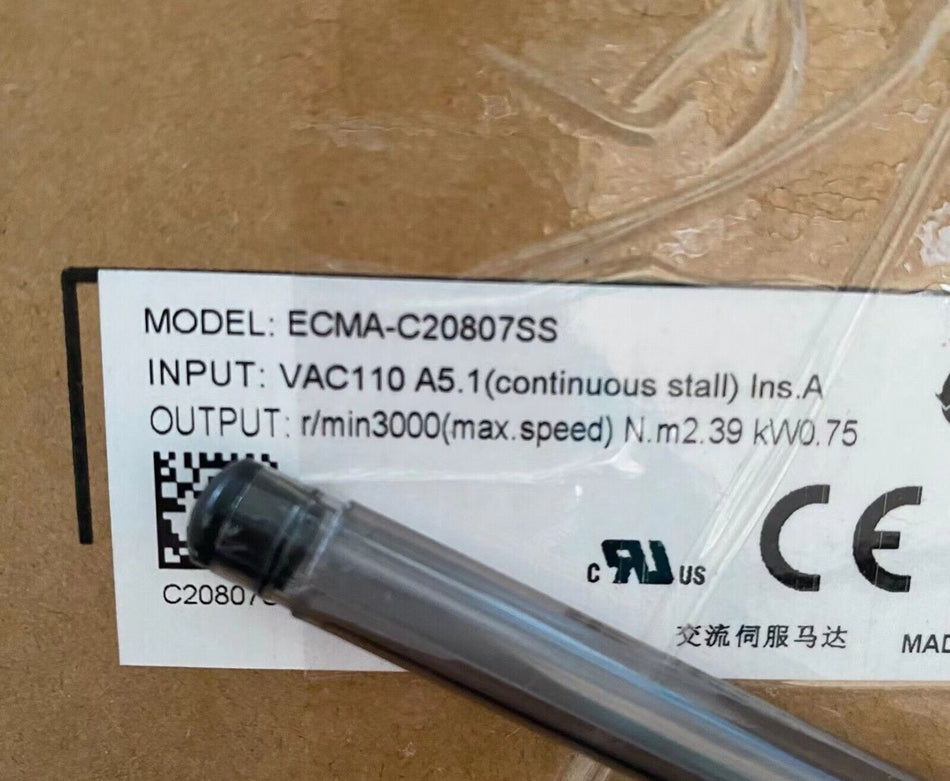 MODEL: ECMA-C20807SS
INPUT: VAC110 A5.1(continuous stall) Ins.A
OUTPUT: r/min3000(max.speed) N.m2.39 kW0.75
C US
CE
C20807
交流伺服马达